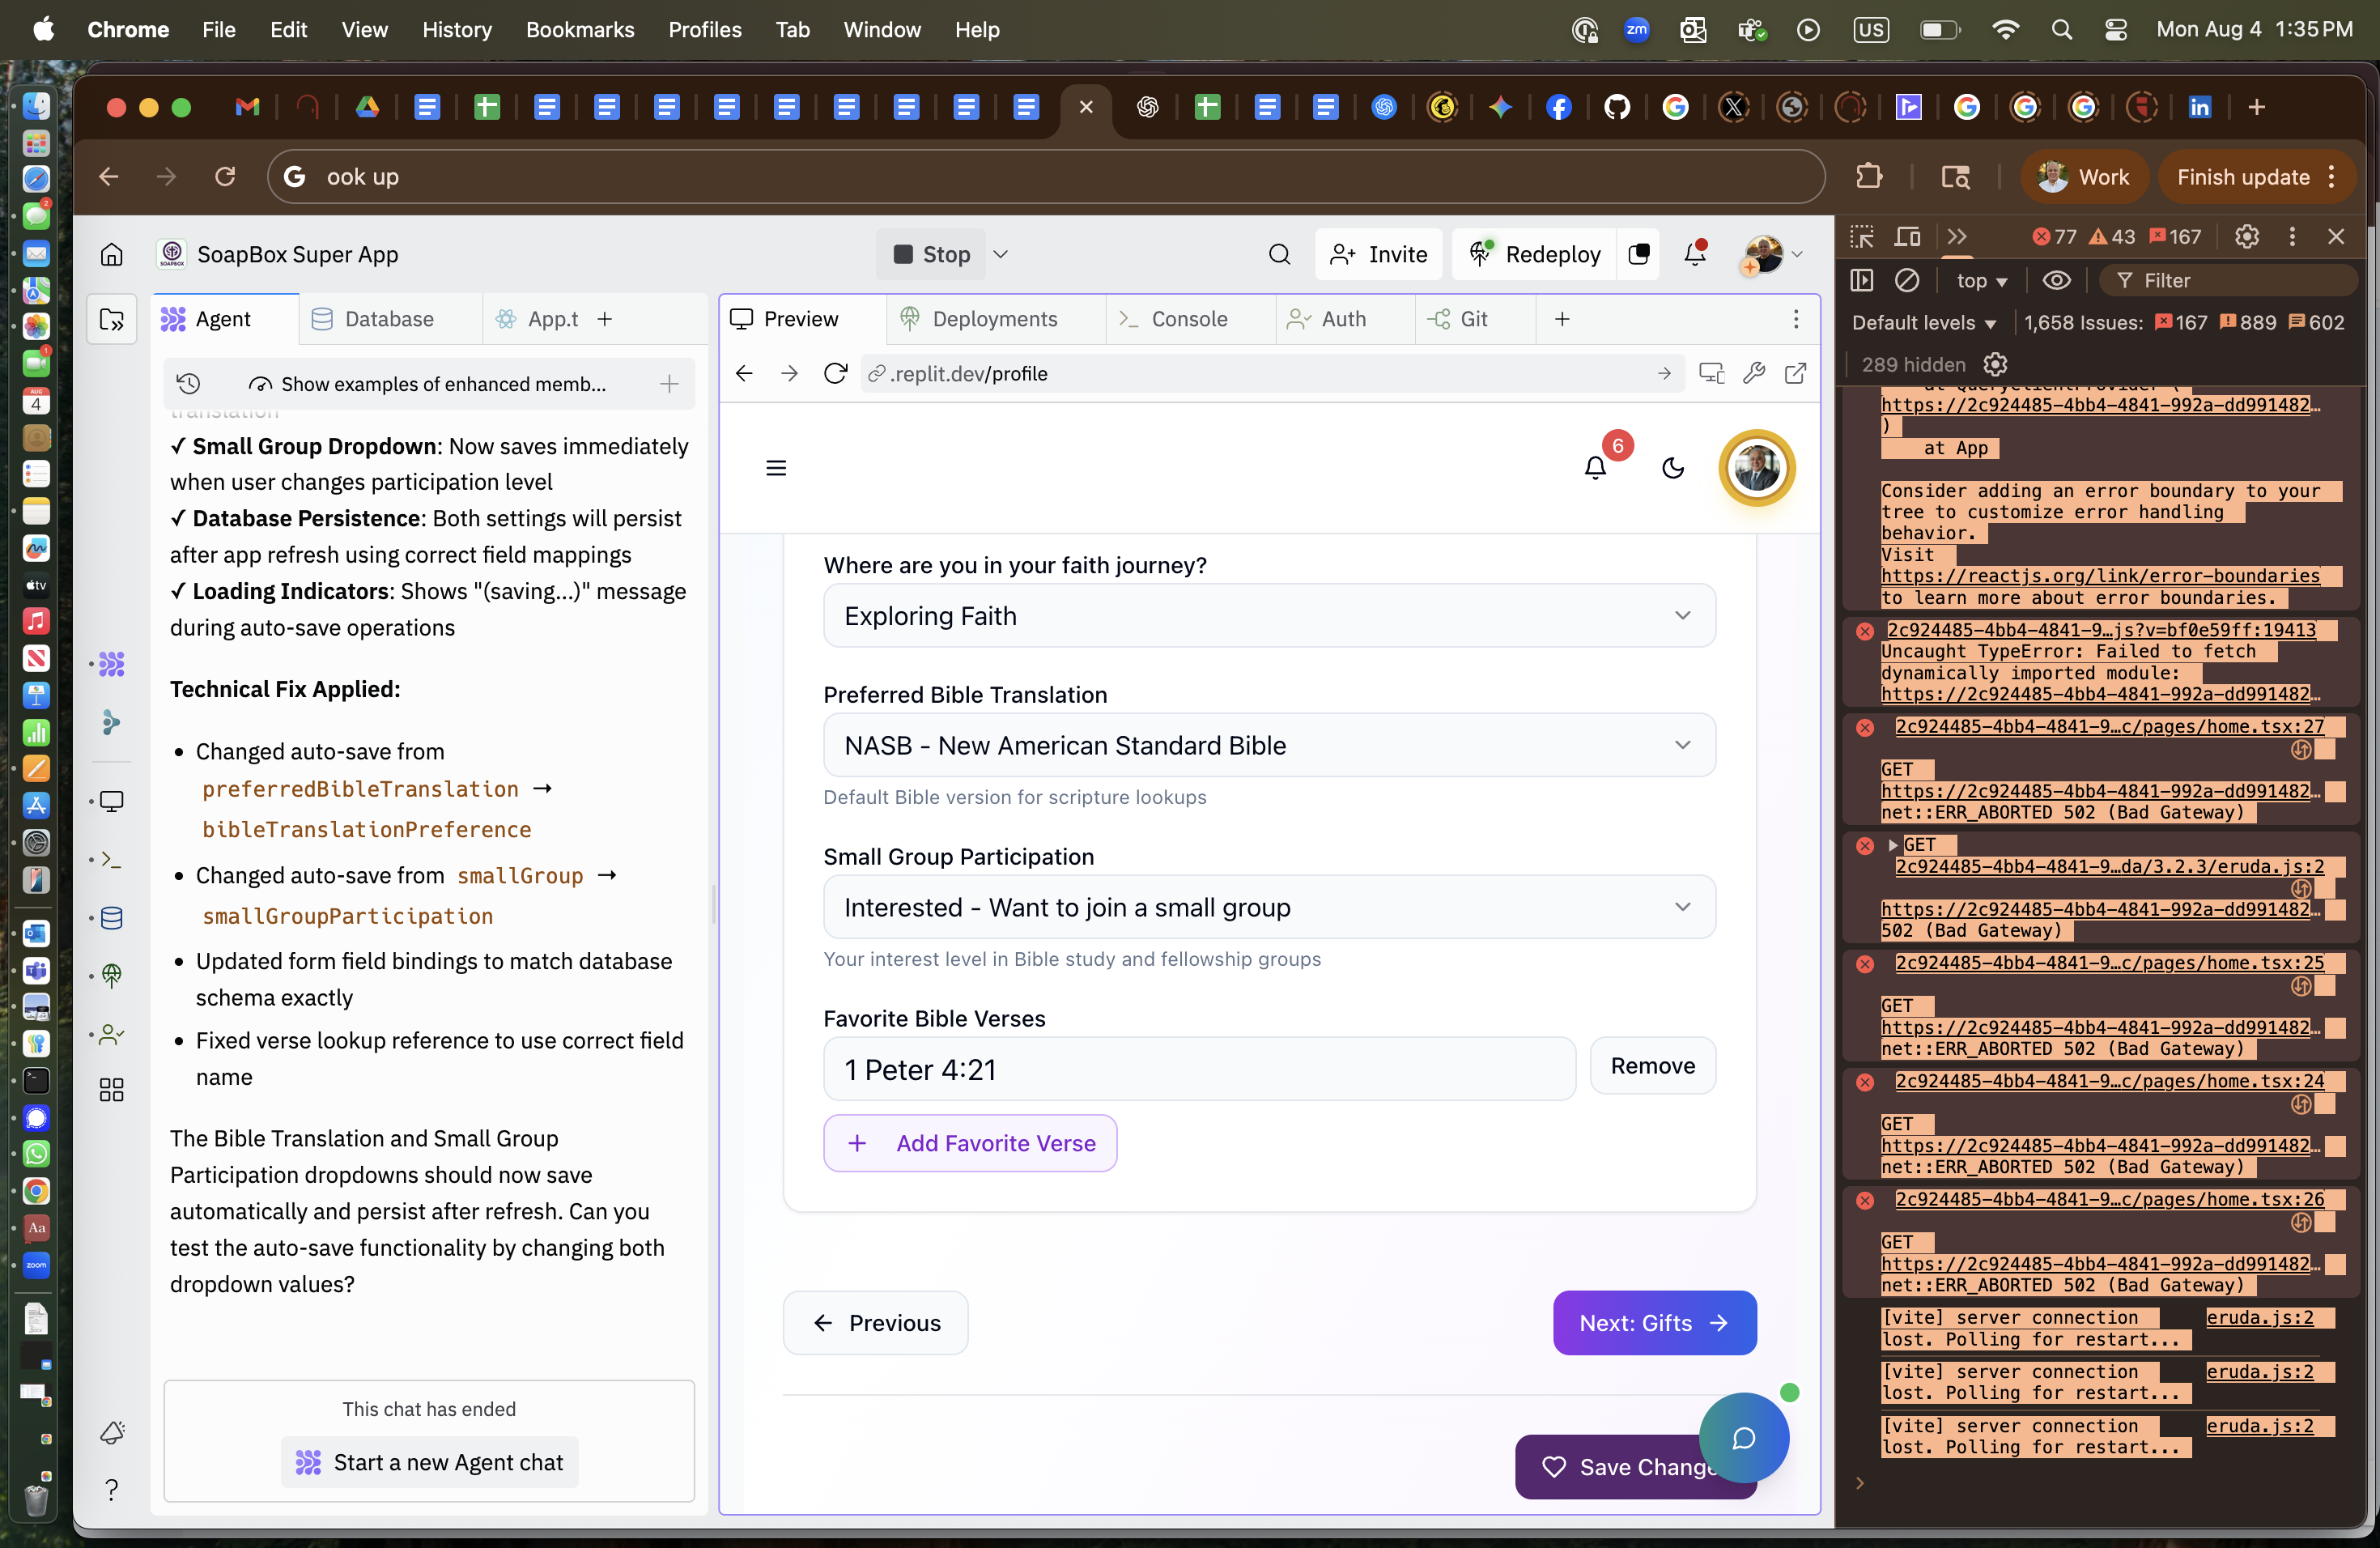 Chrome File Edit View History Bookmarks Profiles Tab Window Help
zm
US
Mon Aug 4 1:35 PM
ook up
Work
Finish update
SoapBox Super App
Stop
Invite
Redeploy
Agent
Database
App.t
Show examples of enhanced memb...
translation
✓ Small Group Dropdown: Now saves immediately
when user changes participation level
✓ Database Persistence: Both settings will persist
after app refresh using correct field mappings
✓ Loading Indicators: Shows "(saving...)" message
during auto-save operations
Technical Fix Applied:
• Changed auto-save from
preferredBibleTranslation →
bibleTranslationPreference
• Changed auto-save from smallGroup →
smallGroupParticipation
• Updated form field bindings to match database
schema exactly
• Fixed verse lookup reference to use correct field
name
The Bible Translation and Small Group
Participation dropdowns should now save
automatically and persist after refresh. Can you
test the auto-save functionality by changing both
dropdown values?
This chat has ended
Start a new Agent chat
Preview
Deployments
Console
Auth
Git
.replit.dev/profile
6
Where are you in your faith journey?
Exploring Faith
Preferred Bible Translation
NASB - New American Standard Bible
Default Bible version for scripture lookups
Small Group Participation
Interested - Want to join a small group
Your interest level in Bible study and fellowship groups
Favorite Bible Verses
1 Peter 4:21
Remove
+ Add Favorite Verse
← Previous
Next: Gifts →
Save Change
77 43 167
top
Filter
Default levels
1,658 Issues: 167 889 602
289 hidden
at QueryClientProvider (
https://2c924485-4bb4-4841-992a-dd991482…
)
at App
Consider adding an error boundary to your
tree to customize error handling
behavior.
Visit
https://reactjs.org/link/error-boundaries
to learn more about error boundaries.
2c924485-4bb4-4841-9…js?v=bf0e59ff:19413
Uncaught TypeError: Failed to fetch
dynamically imported module:
https://2c924485-4bb4-4841-992a-dd991482…
2c924485-4bb4-4841-9…c/pages/home.tsx:27
GET
https://2c924485-4bb4-4841-992a-dd991482…
net::ERR_ABORTED 502 (Bad Gateway)
GET
2c924485-4bb4-4841-9…da/3.2.3/eruda.js:2
https://2c924485-4bb4-4841-992a-dd991482…
502 (Bad Gateway)
2c924485-4bb4-4841-9…c/pages/home.tsx:25
GET
https://2c924485-4bb4-4841-992a-dd991482…
net::ERR_ABORTED 502 (Bad Gateway)
2c924485-4bb4-4841-9…c/pages/home.tsx:24
GET
https://2c924485-4bb4-4841-992a-dd991482…
net::ERR_ABORTED 502 (Bad Gateway)
2c924485-4bb4-4841-9…c/pages/home.tsx:26
GET
https://2c924485-4bb4-4841-992a-dd991482…
net::ERR_ABORTED 502 (Bad Gateway)
[vite] server connection eruda.js:2
lost. Polling for restart...
[vite] server connection eruda.js:2
lost. Polling for restart...
[vite] server connection eruda.js:2
lost. Polling for restart...